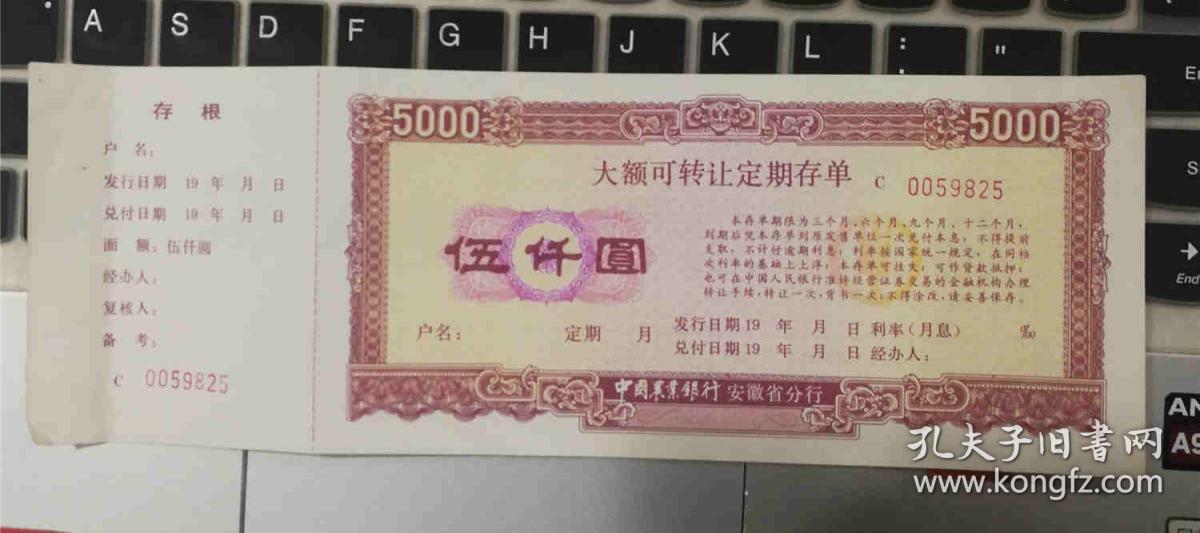 A S D F G H J K L : ; "
En
S
End
存 根
户 名：
发行日期 19 年 月 日
兑付日期 19 年 月 日
面 额：伍仟圆
经办人：
复核人：
备 考：
C 0059825
5000 5000
大额可转让定期存单 C 0059825
伍仟圆
本存单期限为三个月、六个月、九个月、十二个月，
到期后凭本存单到原发售单位一次兑付本息，不得提前
支取，不计付逾期利息；利率按国家统一规定，在同档
次利率的基础上上浮；本存单可挂失；可作贷款抵押；
也可在中国人民银行准许经营证券交易的金融机构办理
转让手续，转让一次，背书一次；不得涂改，请妥善保存。
户名： 定期 月 发行日期19 年 月 日 利率（月息） ‰
兑付日期19 年 月 日 经办人：
中国农业银行 安徽省分行
AM
A9
孔夫子旧书网
www.kongfz.com